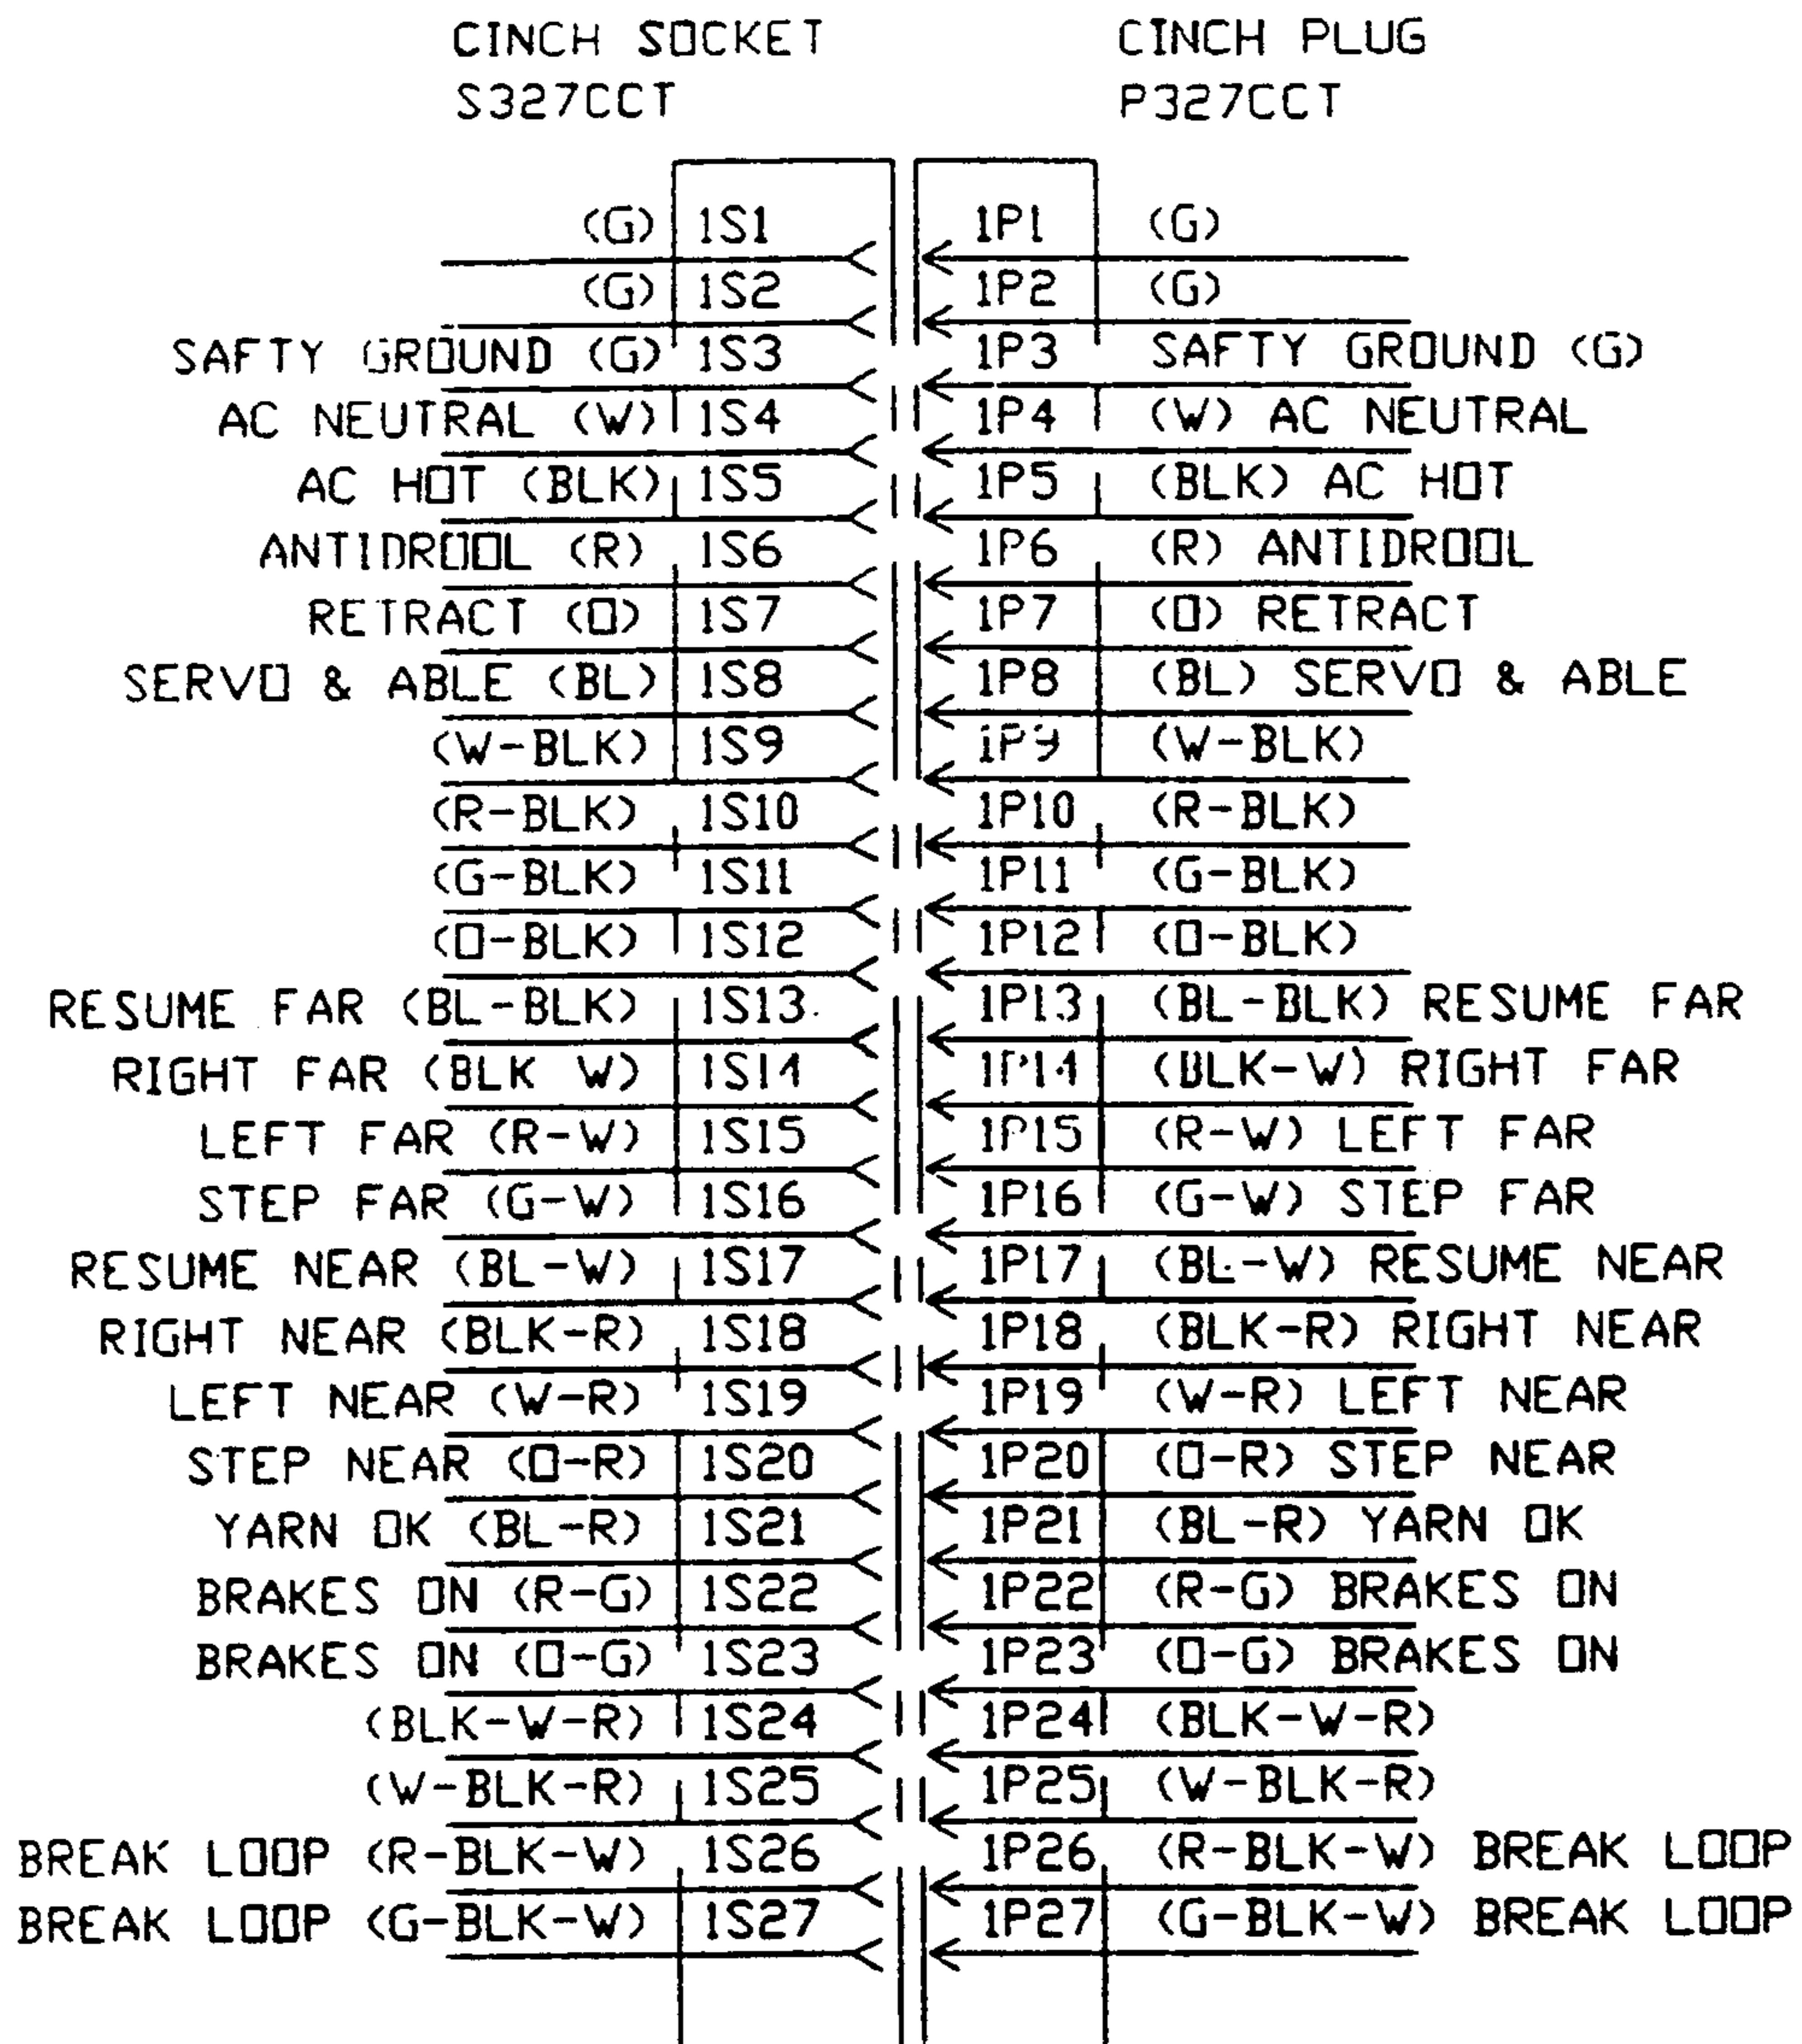 CINCH SOCKET CINCH PLUG
S327CCT P327CCT
(G) 1S1 1P1 (G)
(G) 1S2 1P2 (G)
SAFTY GROUND (G) 1S3 1P3 SAFTY GROUND (G)
AC NEUTRAL (W) 1S4 1P4 (W) AC NEUTRAL
AC HOT (BLK) 1S5 1P5 (BLK) AC HOT
ANTIDROOL (R) 1S6 1P6 (R) ANTIDROOL
RETRACT (O) 1S7 1P7 (O) RETRACT
SERVO & ABLE (BL) 1S8 1P8 (BL) SERVO & ABLE
(W-BLK) 1S9 1P9 (W-BLK)
(R-BLK) 1S10 1P10 (R-BLK)
(G-BLK) 1S11 1P11 (G-BLK)
(O-BLK) 1S12 1P12 (O-BLK)
RESUME FAR (BL-BLK) 1S13 1P13 (BL-BLK) RESUME FAR
RIGHT FAR (BLK W) 1S14 1P14 (BLK-W) RIGHT FAR
LEFT FAR (R-W) 1S15 1P15 (R-W) LEFT FAR
STEP FAR (G-W) 1S16 1P16 (G-W) STEP FAR
RESUME NEAR (BL-W) 1S17 1P17 (BL-W) RESUME NEAR
RIGHT NEAR (BLK-R) 1S18 1P18 (BLK-R) RIGHT NEAR
LEFT NEAR (W-R) 1S19 1P19 (W-R) LEFT NEAR
STEP NEAR (O-R) 1S20 1P20 (O-R) STEP NEAR
YARN OK (BL-R) 1S21 1P21 (BL-R) YARN OK
BRAKES ON (R-G) 1S22 1P22 (R-G) BRAKES ON
BRAKES ON (O-G) 1S23 1P23 (O-G) BRAKES ON
(BLK-W-R) 1S24 1P24 (BLK-W-R)
(W-BLK-R) 1S25 1P25 (W-BLK-R)
BREAK LOOP (R-BLK-W) 1S26 1P26 (R-BLK-W) BREAK LOOP
BREAK LOOP (G-BLK-W) 1S27 1P27 (G-BLK-W) BREAK LOOP